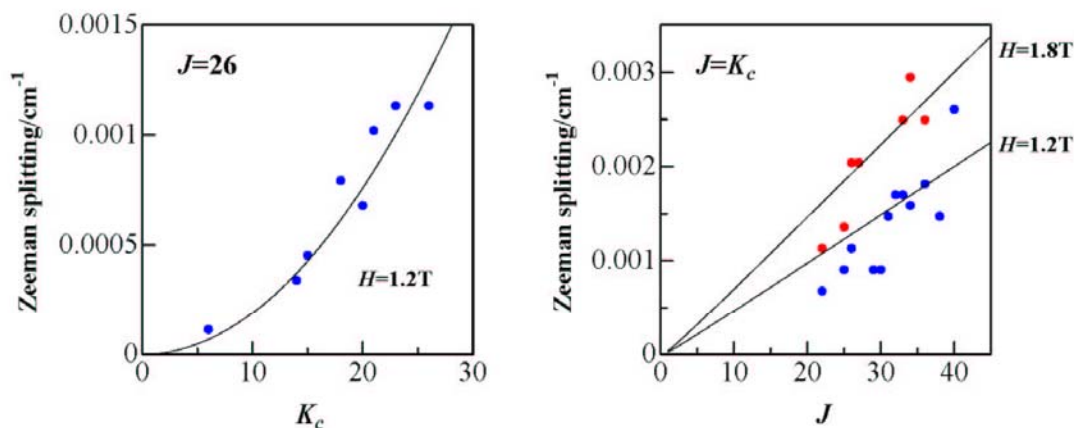 Zeeman splitting/cm⁻¹
0.0015
0.001
0.0005
0
J=26
H=1.2T
0 10 20 30
K_c
Zeeman splitting/cm⁻¹
0.003
0.002
0.001
0
J=K_c
H=1.8T
H=1.2T
0 10 20 30 40
J